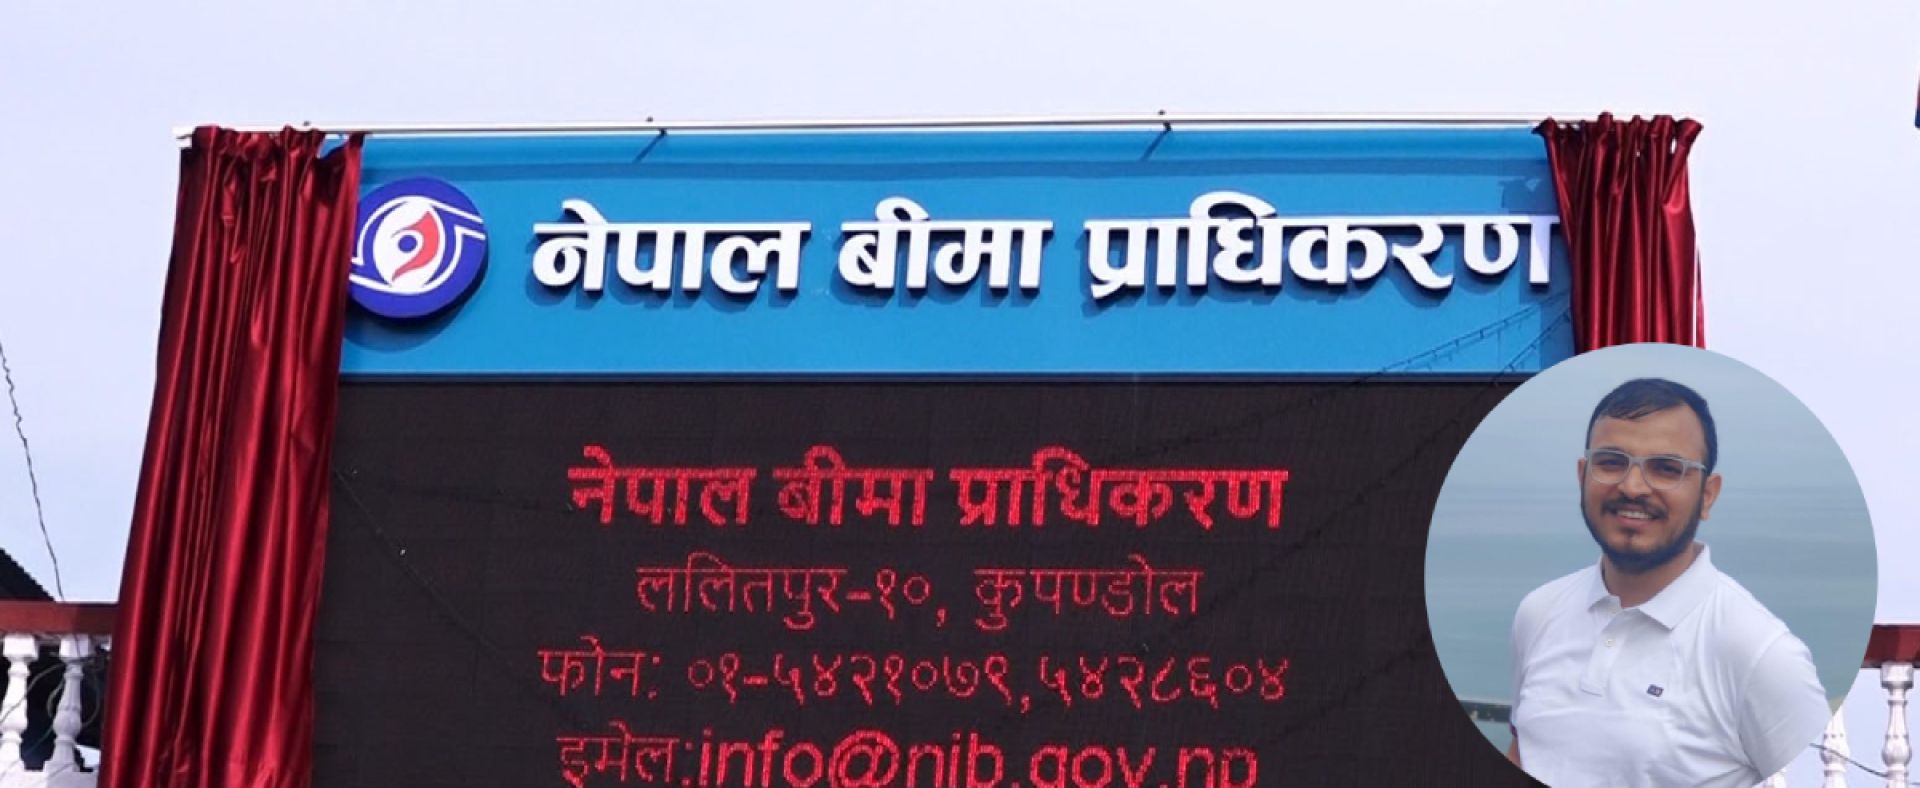 नेपाल बीमा प्राधिकरण
नेपाल बीमा प्राधिकरण
ललितपुर-१०, कुपण्डोल
फोन: ०१-५४२१०७९,५४२८६०४
इमेल:info@nib.gov.np